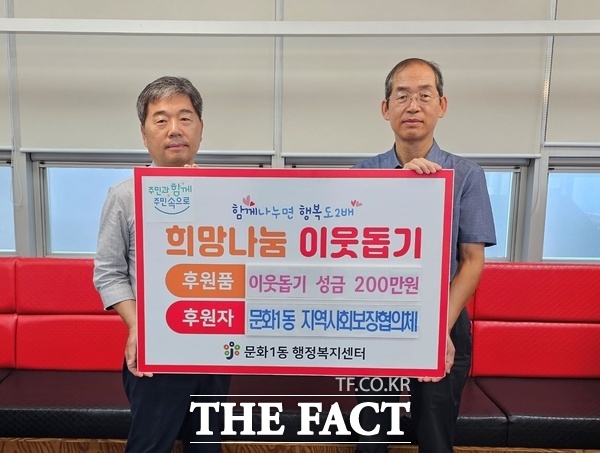 주민과 함께
주민 속으로
함께나누면 행복도2배
희망나눔 이웃돕기
후원품 이웃돕기 성금 200만원
후원자 문화1동 지역사회보장협의체
문화1동 행정복지센터
TF.CO.KR
THE FACT